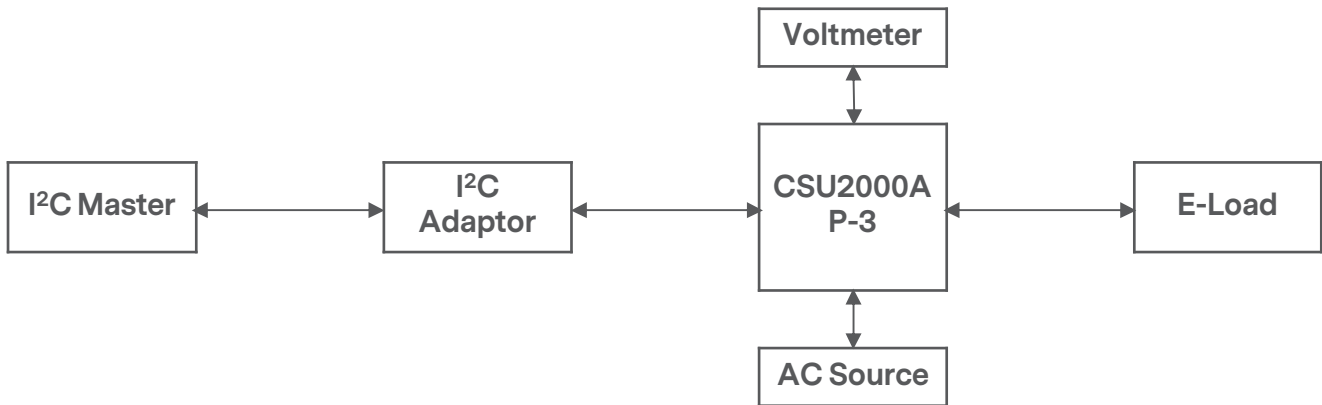 Voltmeter
I²C Master
I²C
Adaptor
CSU2000A
P-3
E-Load
AC Source